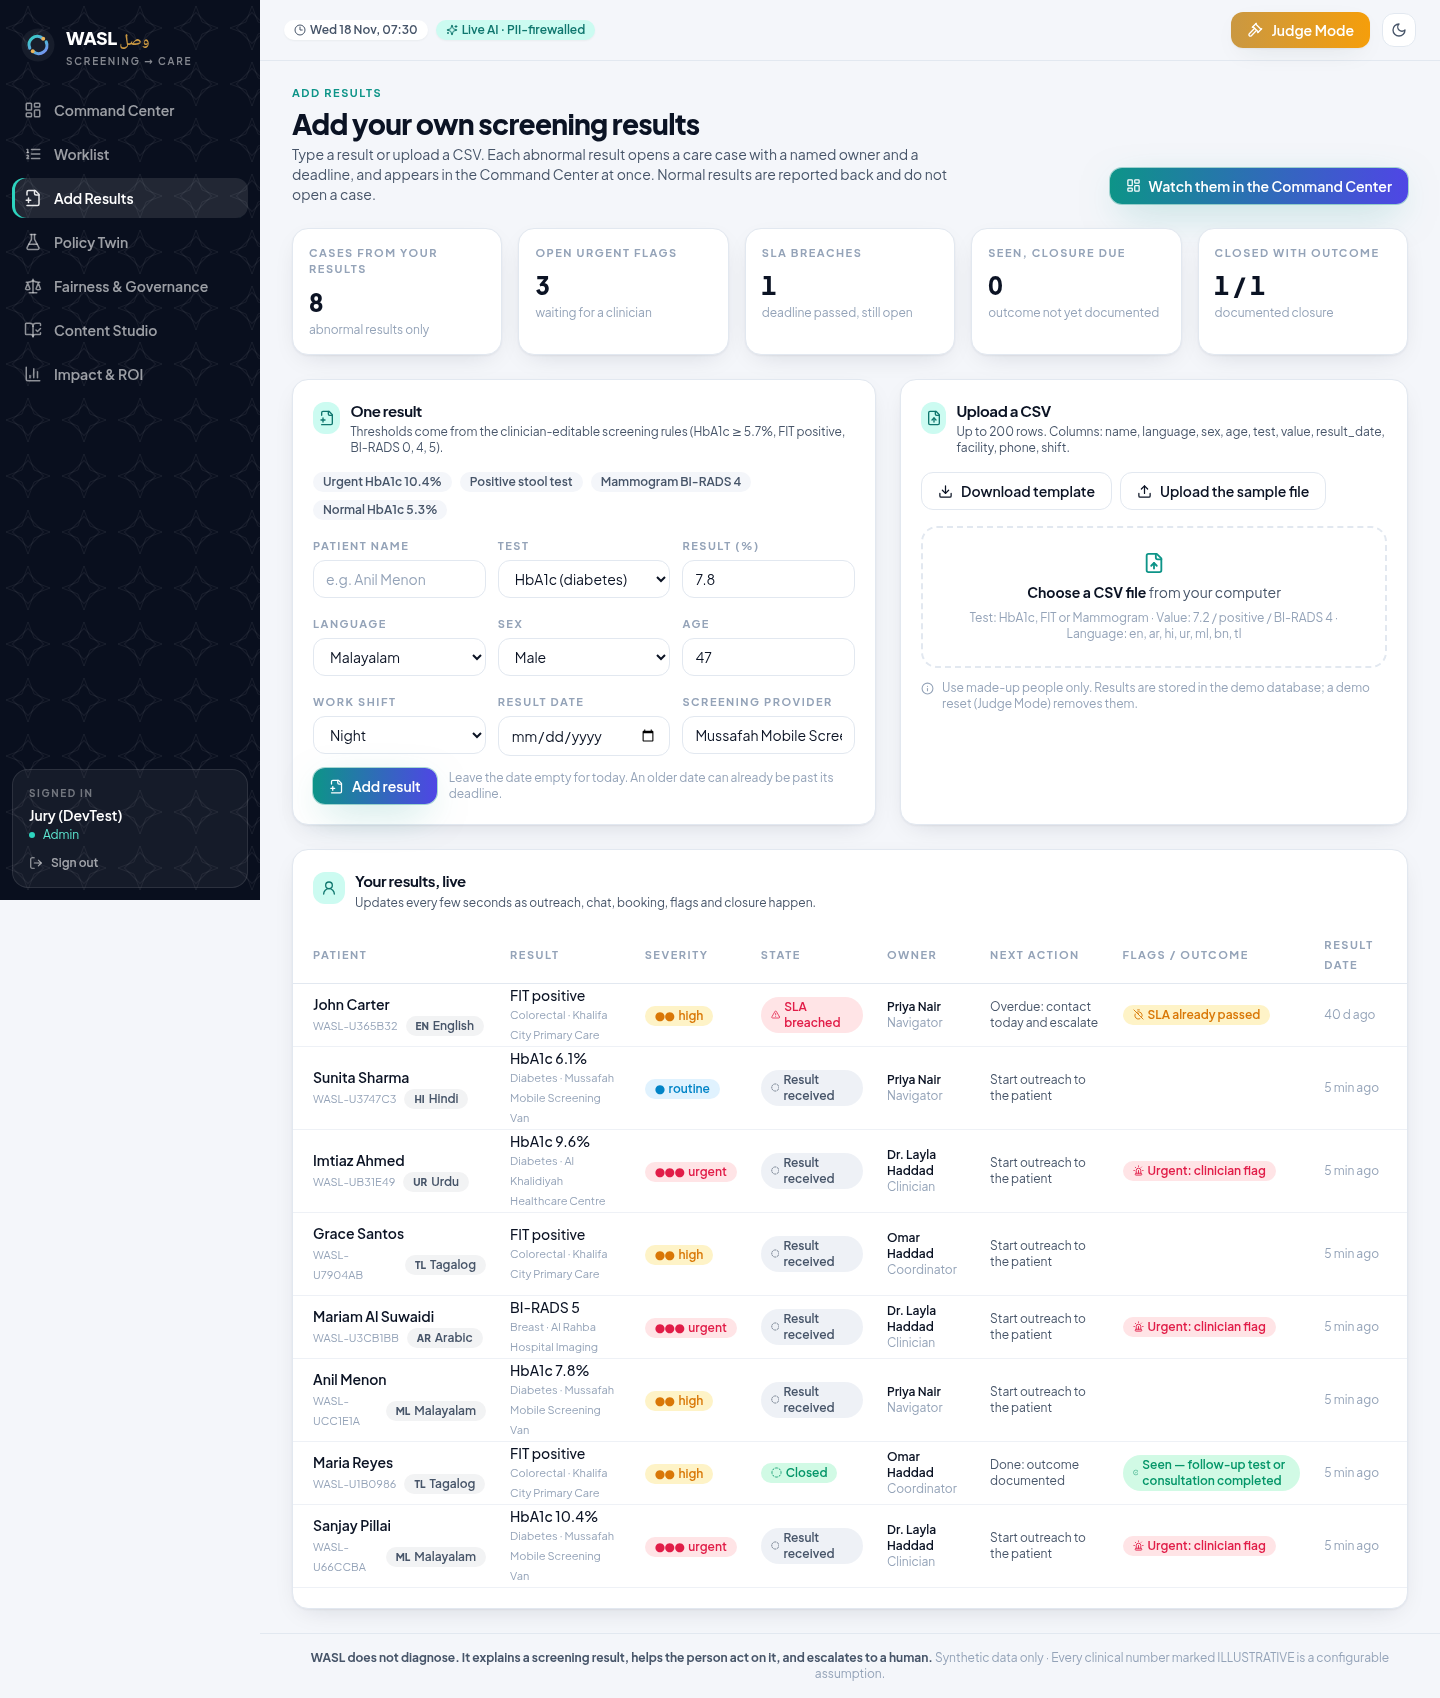 WASL وصل
SCREENING → CARE
Command Center
Worklist
Add Results
Policy Twin
Fairness & Governance
Content Studio
Impact & ROI
SIGNED IN
Jury (DevTest)
Admin
Sign out
Wed 18 Nov, 07:30
Live AI · PII-firewalled
Judge Mode
ADD RESULTS
Add your own screening results
Type a result or upload a CSV. Each abnormal result opens a care case with a named owner and a
deadline, and appears in the Command Center at once. Normal results are reported back and do not
open a case.
Watch them in the Command Center
CASES FROM YOUR
RESULTS
8
abnormal results only
OPEN URGENT FLAGS
3
waiting for a clinician
SLA BREACHES
1
deadline passed, still open
SEEN, CLOSURE DUE
0
outcome not yet documented
CLOSED WITH OUTCOME
1 / 1
documented closure
One result
Thresholds come from the clinician-editable screening rules (HbA1c ≥ 5.7%, FIT positive,
BI-RADS 0, 4, 5).
Urgent HbA1c 10.4%
Positive stool test
Mammogram BI-RADS 4
Normal HbA1c 5.3%
PATIENT NAME
TEST
RESULT (%)
e.g. Anil Menon
HbA1c (diabetes)
7.8
LANGUAGE
SEX
AGE
Malayalam
Male
47
WORK SHIFT
RESULT DATE
SCREENING PROVIDER
Night
mm/dd/yyyy
Mussafah Mobile Scree
Add result
Leave the date empty for today. An older date can already be past its
deadline.
Upload a CSV
Up to 200 rows. Columns: name, language, sex, age, test, value, result_date,
facility, phone, shift.
Download template
Upload the sample file
Choose a CSV file from your computer
Test: HbA1c, FIT or Mammogram · Value: 7.2 / positive / BI-RADS 4 ·
Language: en, ar, hi, ur, ml, bn, tl
Use made-up people only. Results are stored in the demo database; a demo
reset (Judge Mode) removes them.
Your results, live
Updates every few seconds as outreach, chat, booking, flags and closure happen.
PATIENT
RESULT
SEVERITY
STATE
OWNER
NEXT ACTION
FLAGS / OUTCOME
RESULT
DATE
John Carter
WASL-U365B32
EN English
FIT positive
Colorectal · Khalifa
City Primary Care
high
SLA
breached
Priya Nair
Navigator
Overdue: contact
today and escalate
SLA already passed
40 d ago
Sunita Sharma
WASL-U3747C3
HI Hindi
HbA1c 6.1%
Diabetes · Mussafah
Mobile Screening
Van
routine
Result
received
Priya Nair
Navigator
Start outreach to
the patient
5 min ago
Imtiaz Ahmed
WASL-UB31E49
UR Urdu
HbA1c 9.6%
Diabetes · Al
Khalidiyah
Healthcare Centre
urgent
Result
received
Dr. Layla
Haddad
Clinician
Start outreach to
the patient
Urgent: clinician flag
5 min ago
Grace Santos
WASL-
U7904AB
TL Tagalog
FIT positive
Colorectal · Khalifa
City Primary Care
high
Result
received
Omar
Haddad
Coordinator
Start outreach to
the patient
5 min ago
Mariam Al Suwaidi
WASL-U3CB1BB
AR Arabic
BI-RADS 5
Breast · Al Rahba
Hospital Imaging
urgent
Result
received
Dr. Layla
Haddad
Clinician
Start outreach to
the patient
Urgent: clinician flag
5 min ago
Anil Menon
WASL-
UCC1E1A
ML Malayalam
HbA1c 7.8%
Diabetes · Mussafah
Mobile Screening
Van
high
Result
received
Priya Nair
Navigator
Start outreach to
the patient
5 min ago
Maria Reyes
WASL-U1B0986
TL Tagalog
FIT positive
Colorectal · Khalifa
City Primary Care
high
Closed
Omar
Haddad
Coordinator
Done: outcome
documented
Seen — follow-up test or
consultation completed
5 min ago
Sanjay Pillai
WASL-
U66CCBA
ML Malayalam
HbA1c 10.4%
Diabetes · Mussafah
Mobile Screening
Van
urgent
Result
received
Dr. Layla
Haddad
Clinician
Start outreach to
the patient
Urgent: clinician flag
5 min ago
WASL does not diagnose. It explains a screening result, helps the person act on it, and escalates to a human. Synthetic data only · Every clinical number marked ILLUSTRATIVE is a configurable
assumption.